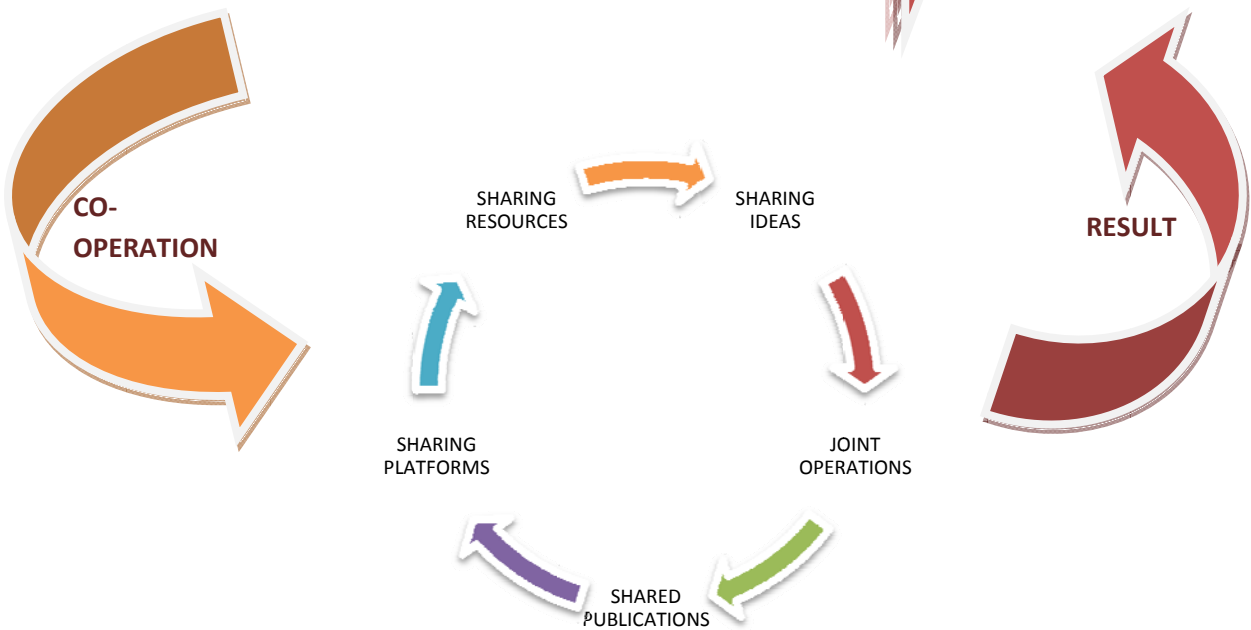 CO-
OPERATION
SHARING
RESOURCES
SHARING
IDEAS
RESULT
SHARING
PLATFORMS
JOINT
OPERATIONS
SHARED
PUBLICATIONS